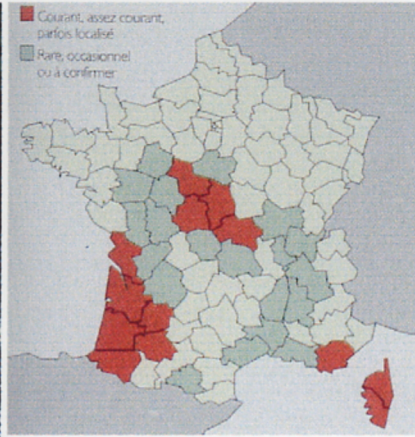 Courant, assez courant,
parfois localisé
Rare, occasionnel
ou à confirmer